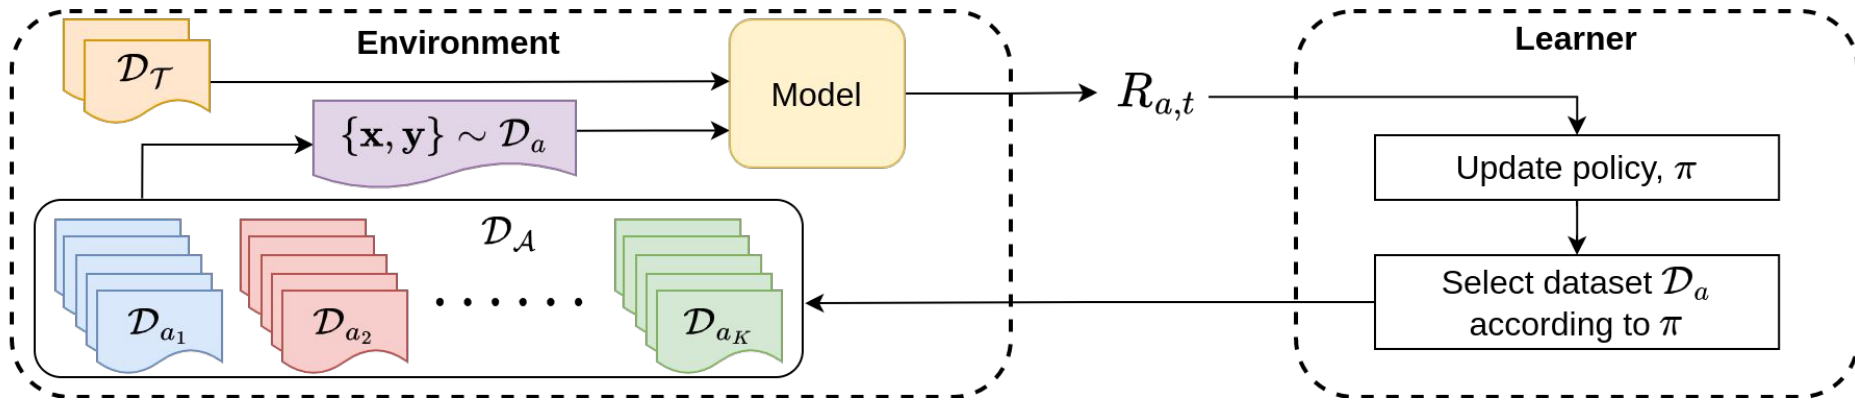 Environment
Learner
𝒟_𝒯
Model
R_{a,t}
{x, y} ∼ 𝒟_a
Update policy, π
𝒟_𝒜
𝒟_{a_1}
𝒟_{a_2}
......
𝒟_{a_K}
Select dataset 𝒟_a
according to π